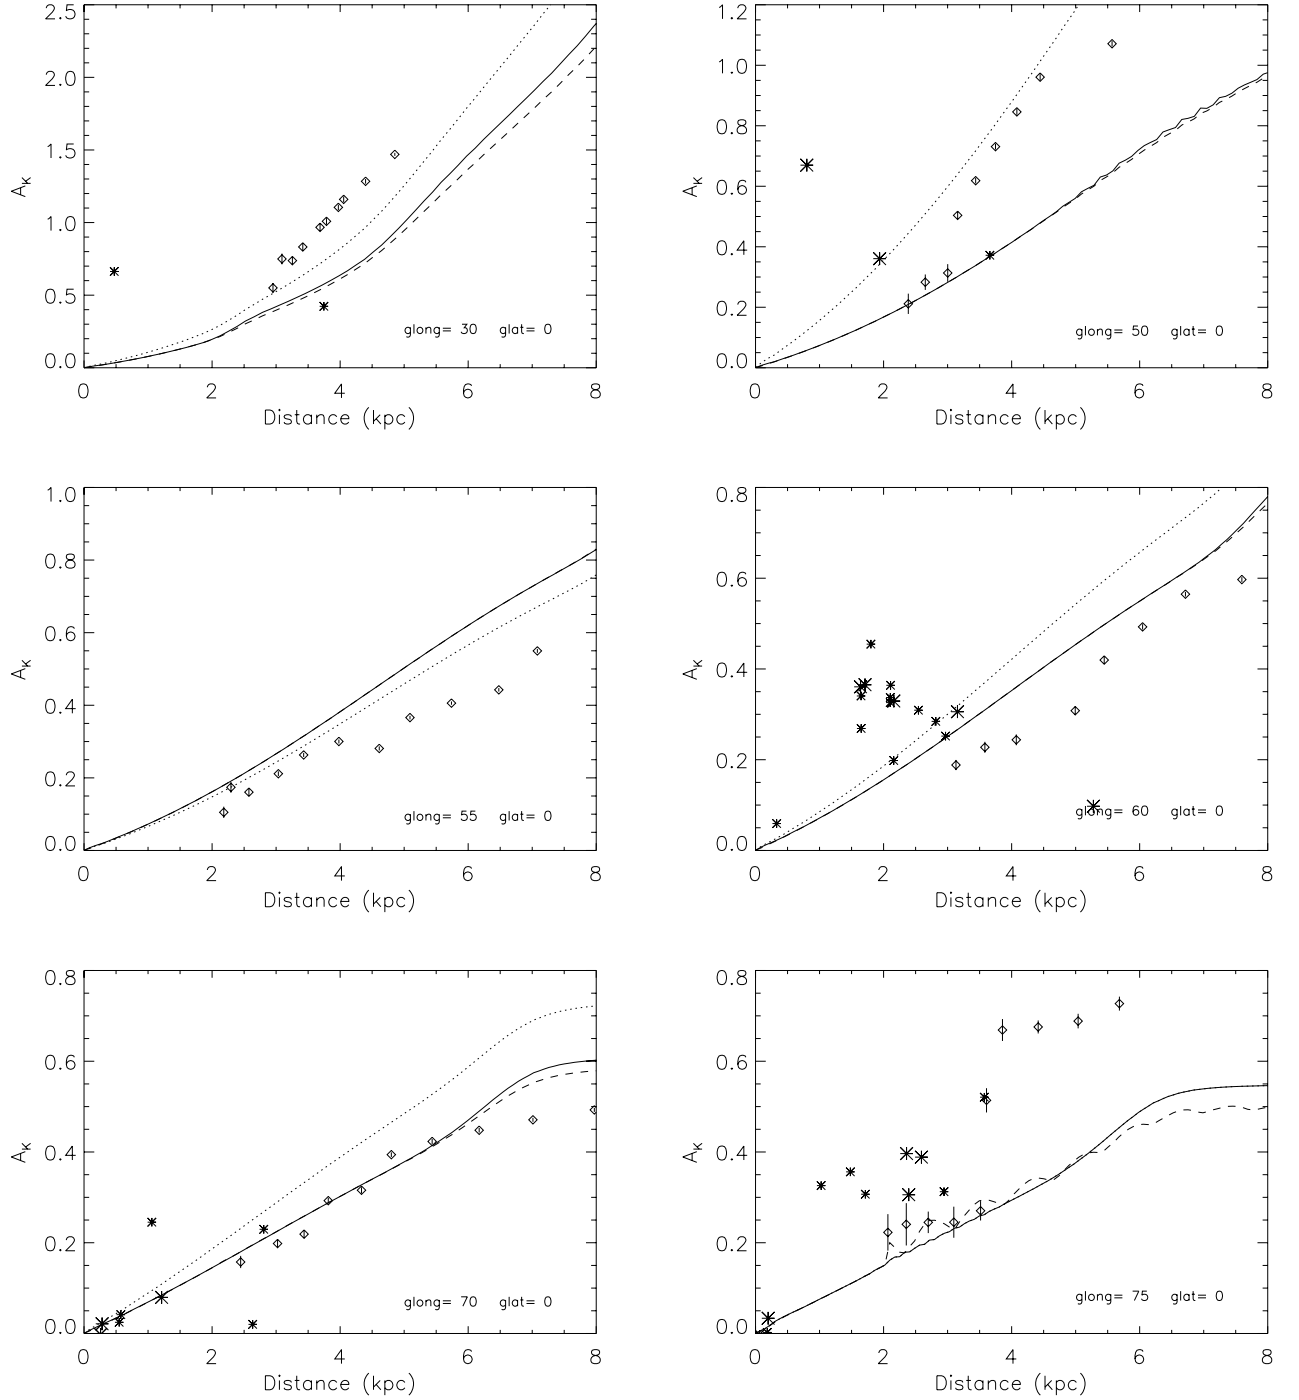 2.5
2.0
1.5
1.0
0.5
0.0
A_K
0 2 4 6 8
Distance (kpc)
glong= 30 glat= 0
1.2
1.0
0.8
0.6
0.4
0.2
0.0
A_K
0 2 4 6 8
Distance (kpc)
glong= 50 glat= 0
1.0
0.8
0.6
0.4
0.2
0.0
A_K
0 2 4 6 8
Distance (kpc)
glong= 55 glat= 0
0.8
0.6
0.4
0.2
0.0
A_K
0 2 4 6 8
Distance (kpc)
glong= 60 glat= 0
0.8
0.6
0.4
0.2
0.0
A_K
0 2 4 6 8
Distance (kpc)
glong= 70 glat= 0
0.8
0.6
0.4
0.2
0.0
A_K
0 2 4 6 8
Distance (kpc)
glong= 75 glat= 0